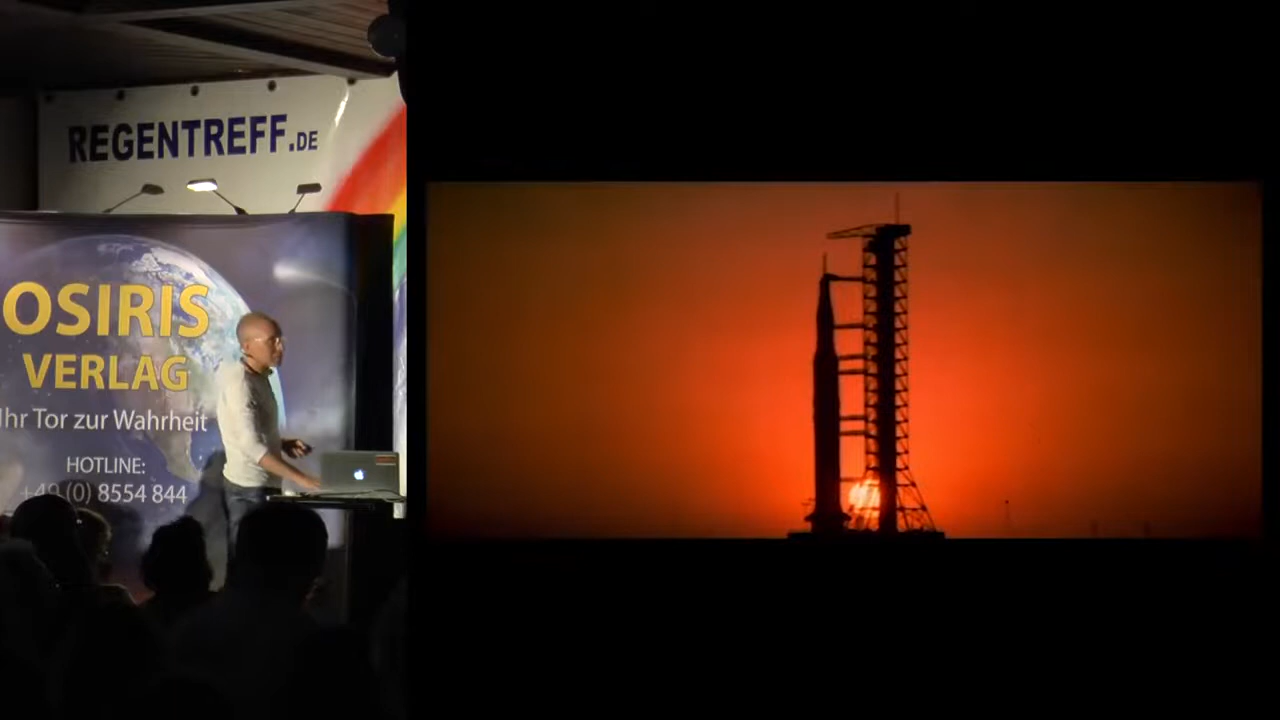 REGENTREFF.DE
OSIRIS
VERLAG
Ihr Tor zur Wahrheit
HOTLINE:
+49 (0) 8554 844